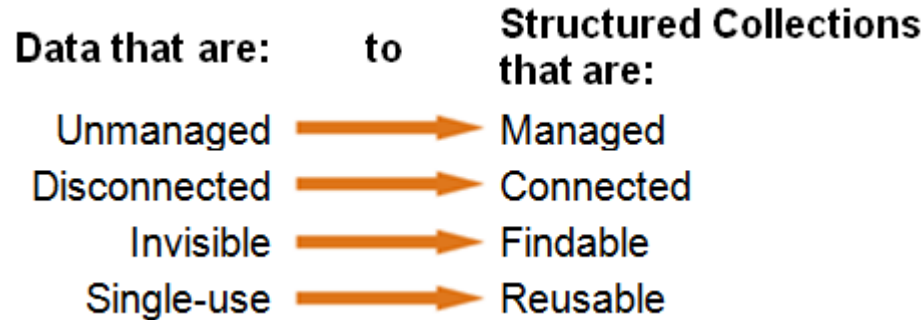 Data that are: to Structured Collections
that are:
Unmanaged Managed
Disconnected Connected
Invisible Findable
Single-use Reusable